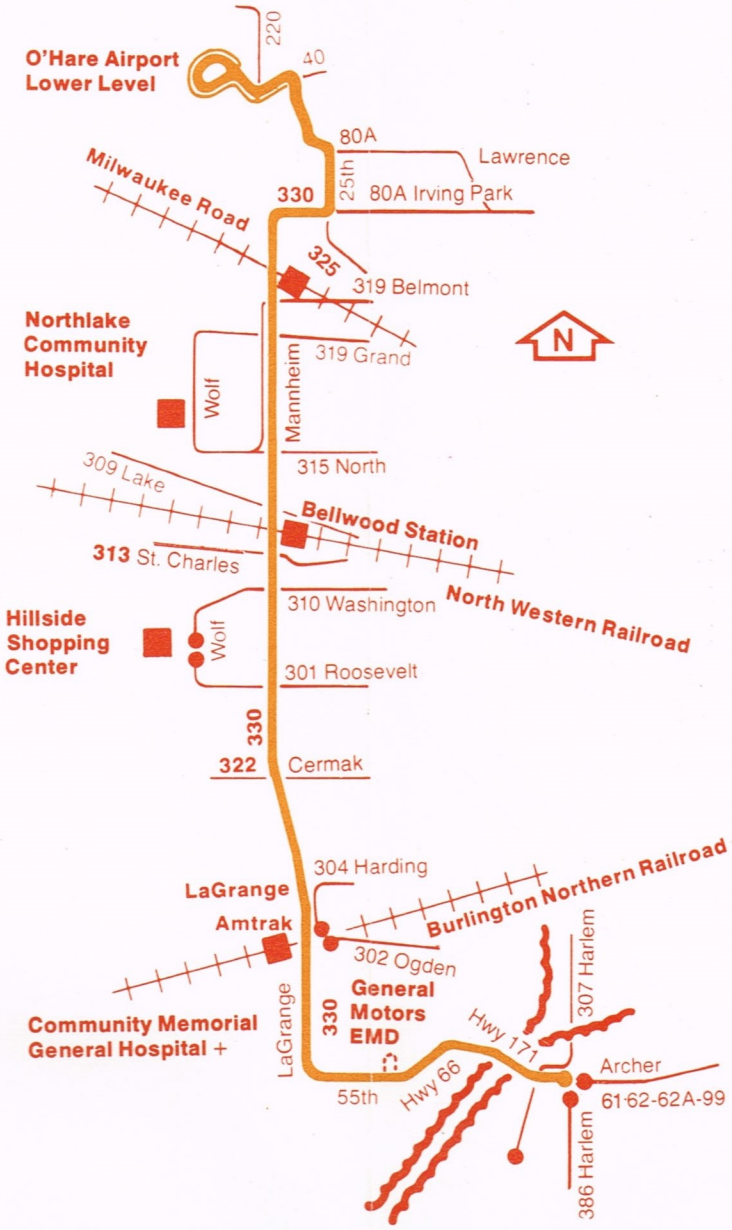 220
O'Hare Airport
Lower Level
40
80A
Lawrence
25th
Milwaukee Road
330
80A Irving Park
325
319 Belmont
Northlake
Community
Hospital
N
319 Grand
Wolf
Mannheim
315 North
309 Lake
Bellwood Station
313 St. Charles
North Western Railroad
310 Washington
Hillside
Shopping
Center
Wolf
301 Roosevelt
330
322 Cermak
304 Harding
LaGrange
Amtrak
Burlington Northern Railroad
302 Ogden
307 Harlem
General
Motors
EMD
330
LaGrange
Community Memorial
General Hospital +
Hwy 171
Hwy 66
55th
Archer
61-62-62A-99
386 Harlem